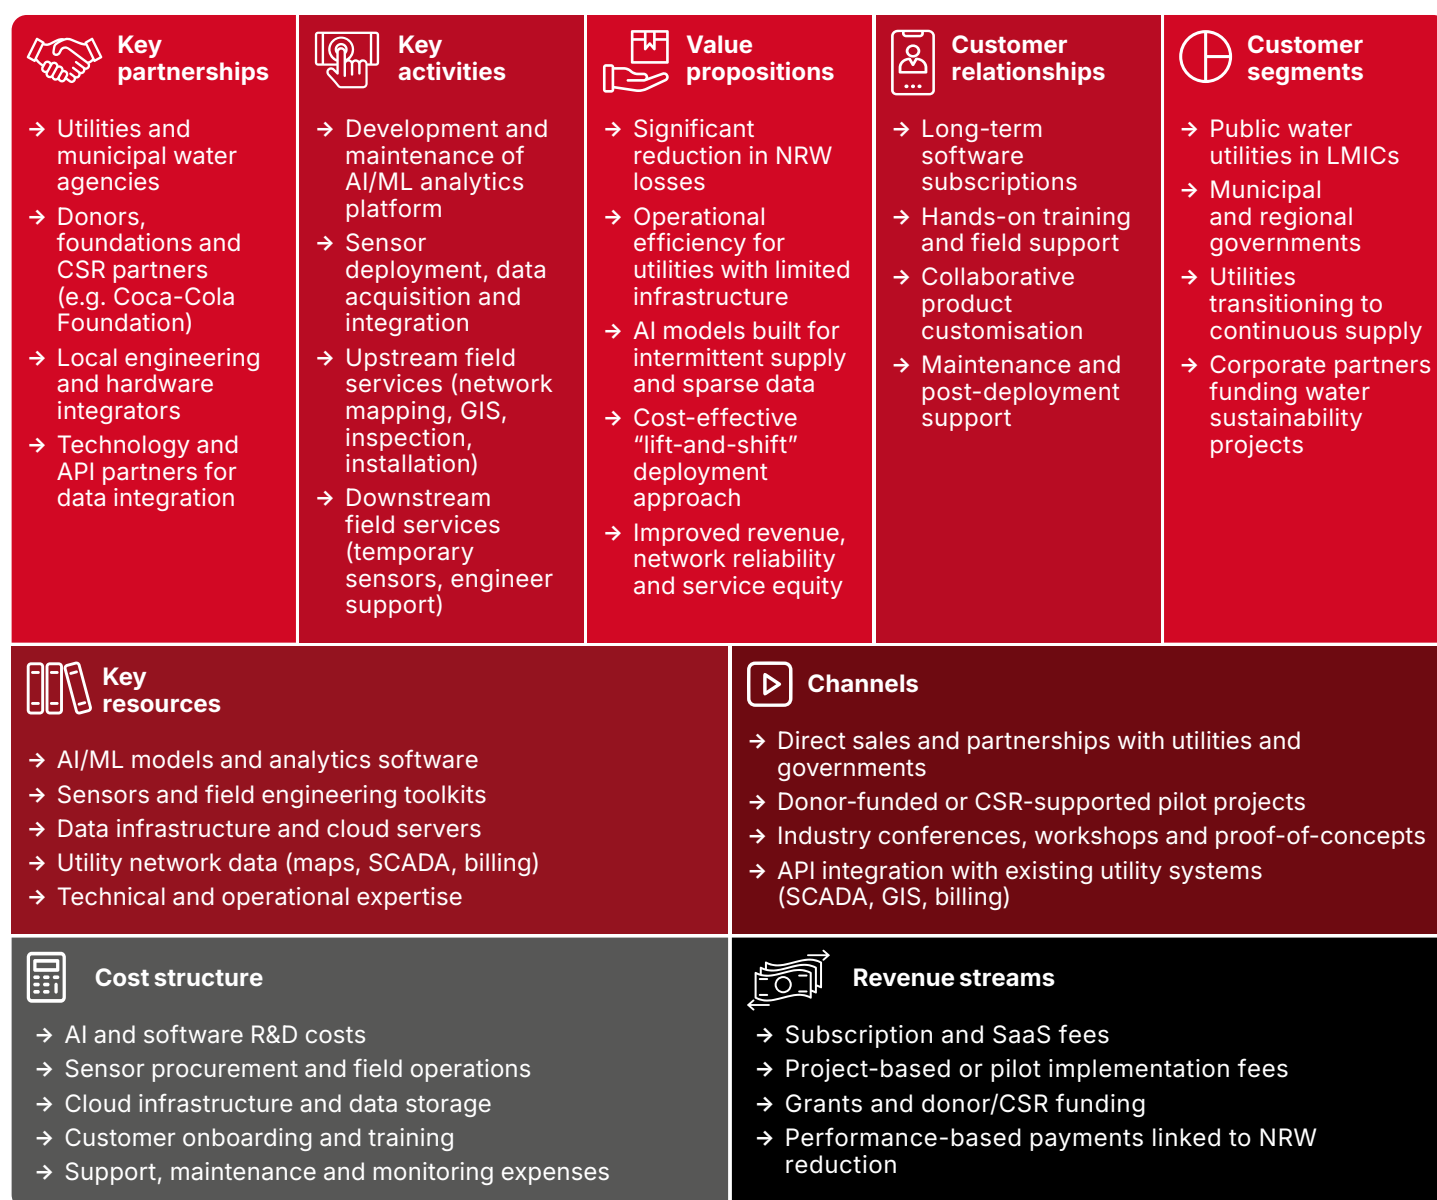 Key
partnerships
→ Utilities and
municipal water
agencies
→ Donors,
foundations and
CSR partners
(e.g. Coca-Cola
Foundation)
→ Local engineering
and hardware
integrators
→ Technology and
API partners for
data integration
Key
activities
→ Development and
maintenance of
AI/ML analytics
platform
→ Sensor
deployment, data
acquisition and
integration
→ Upstream field
services (network
mapping, GIS,
inspection,
installation)
→ Downstream
field services
(temporary
sensors, engineer
support)
Value
propositions
→ Significant
reduction in NRW
losses
→ Operational
efficiency for
utilities with limited
infrastructure
→ AI models built for
intermittent supply
and sparse data
→ Cost-effective
“lift-and-shift”
deployment
approach
→ Improved revenue,
network reliability
and service equity
Customer
relationships
→ Long-term
software
subscriptions
→ Hands-on training
and field support
→ Collaborative
product
customisation
→ Maintenance and
post-deployment
support
Customer
segments
→ Public water
utilities in LMICs
→ Municipal
and regional
governments
→ Utilities
transitioning to
continuous supply
→ Corporate partners
funding water
sustainability
projects
Key
resources
→ AI/ML models and analytics software
→ Sensors and field engineering toolkits
→ Data infrastructure and cloud servers
→ Utility network data (maps, SCADA, billing)
→ Technical and operational expertise
Channels
→ Direct sales and partnerships with utilities and
governments
→ Donor-funded or CSR-supported pilot projects
→ Industry conferences, workshops and proof-of-concepts
→ API integration with existing utility systems
(SCADA, GIS, billing)
Cost structure
→ AI and software R&D costs
→ Sensor procurement and field operations
→ Cloud infrastructure and data storage
→ Customer onboarding and training
→ Support, maintenance and monitoring expenses
Revenue streams
→ Subscription and SaaS fees
→ Project-based or pilot implementation fees
→ Grants and donor/CSR funding
→ Performance-based payments linked to NRW
reduction